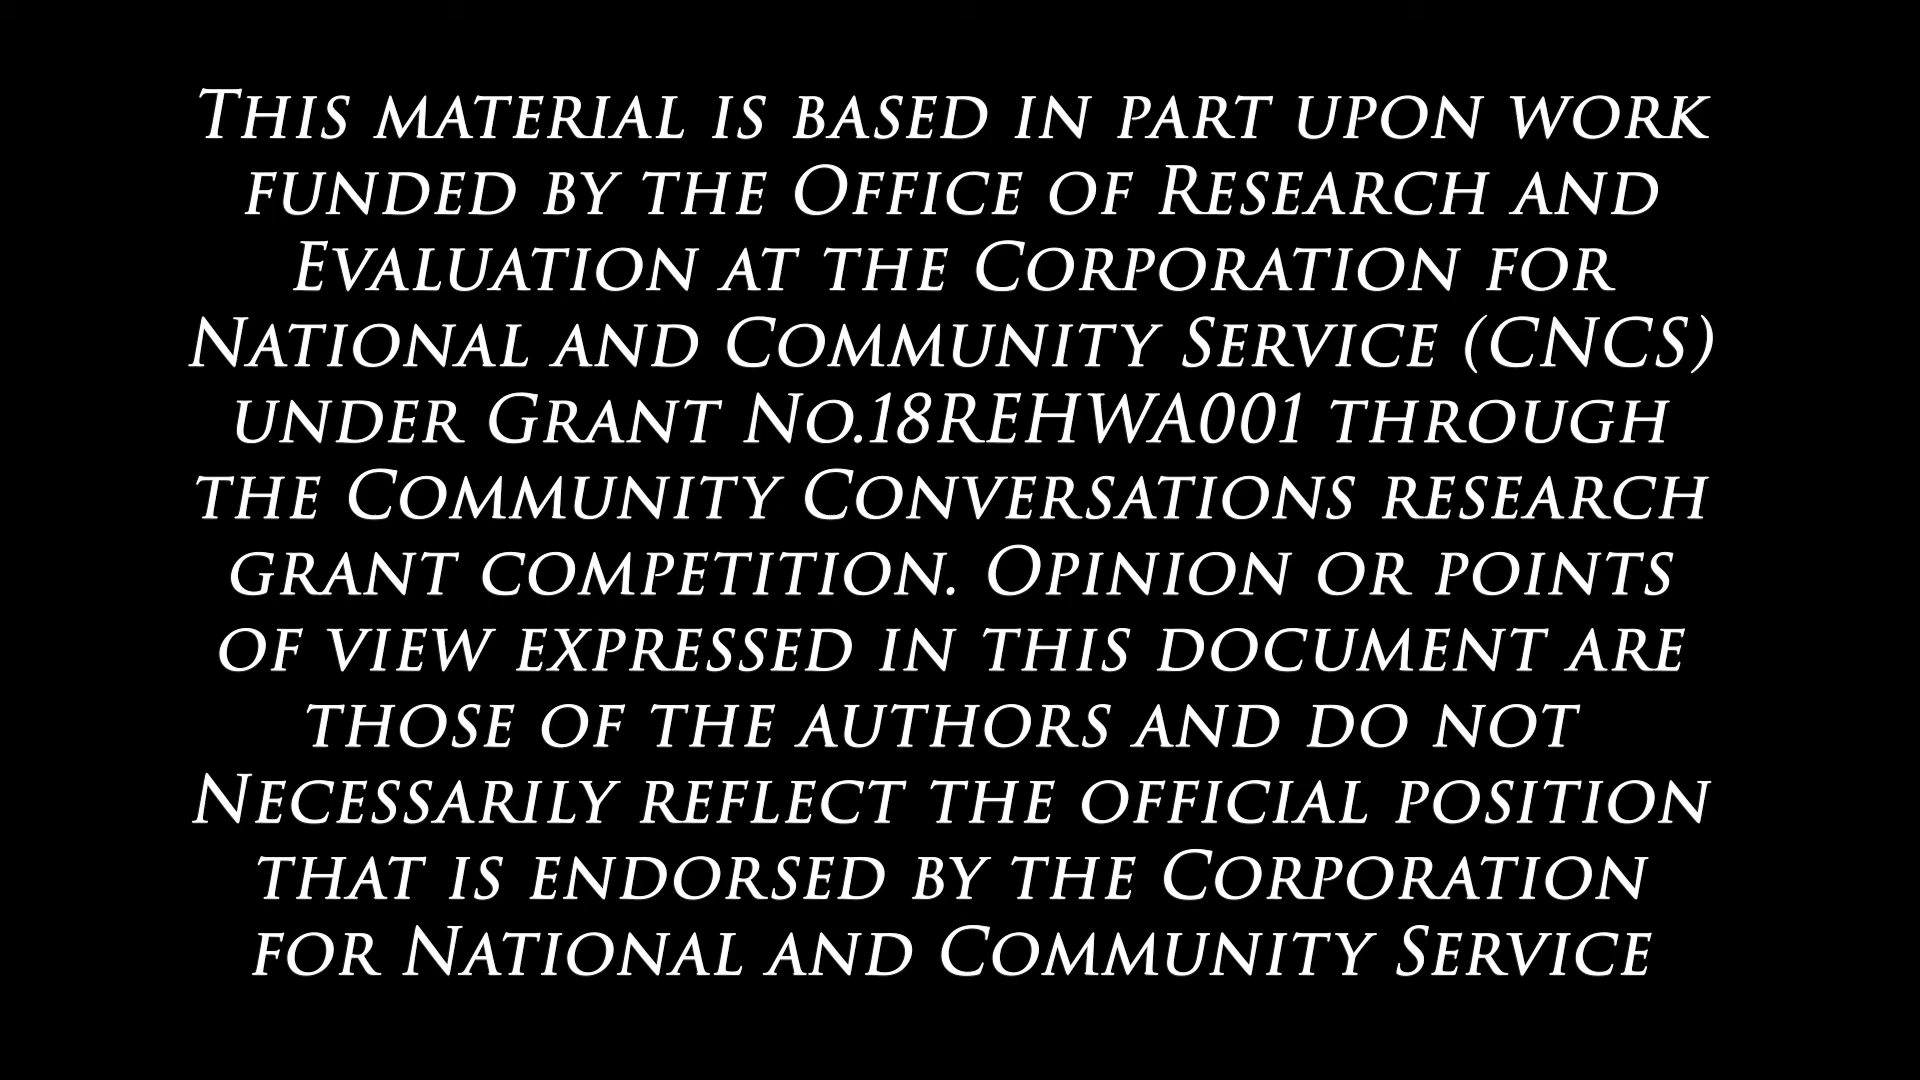 This material is based in part upon work
funded by the Office of Research and
Evaluation at the Corporation for
National and Community Service (CNCS)
under Grant No.18REHWA001 through
the Community Conversations research
grant competition. Opinion or points
of view expressed in this document are
those of the authors and do not
Necessarily reflect the official position
that is endorsed by the Corporation
for National and Community Service